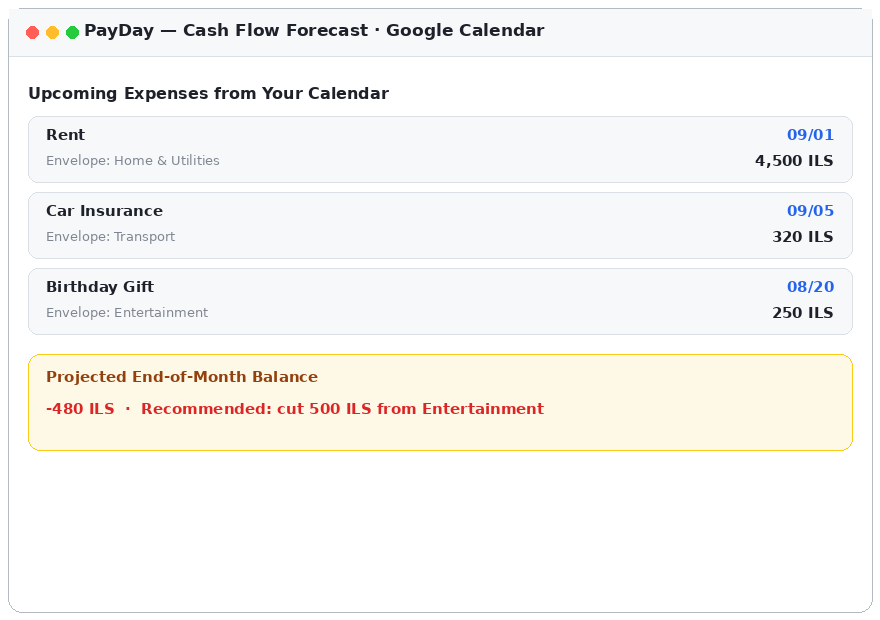 PayDay — Cash Flow Forecast · Google Calendar
Upcoming Expenses from Your Calendar
Rent 09/01
Envelope: Home & Utilities 4,500 ILS
Car Insurance 09/05
Envelope: Transport 320 ILS
Birthday Gift 08/20
Envelope: Entertainment 250 ILS
Projected End-of-Month Balance
-480 ILS · Recommended: cut 500 ILS from Entertainment